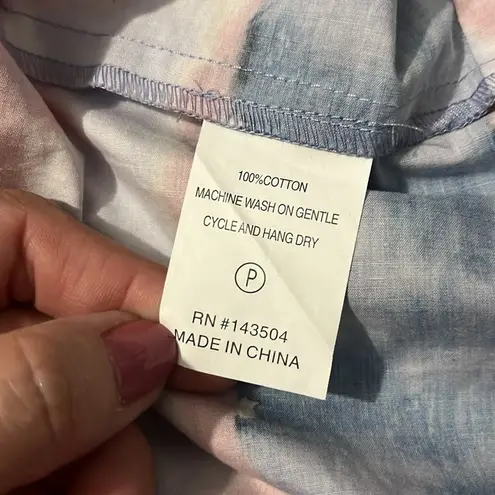 100%COTTON
MACHINE WASH ON GENTLE
CYCLE AND HANG DRY
P
RN #143504
MADE IN CHINA